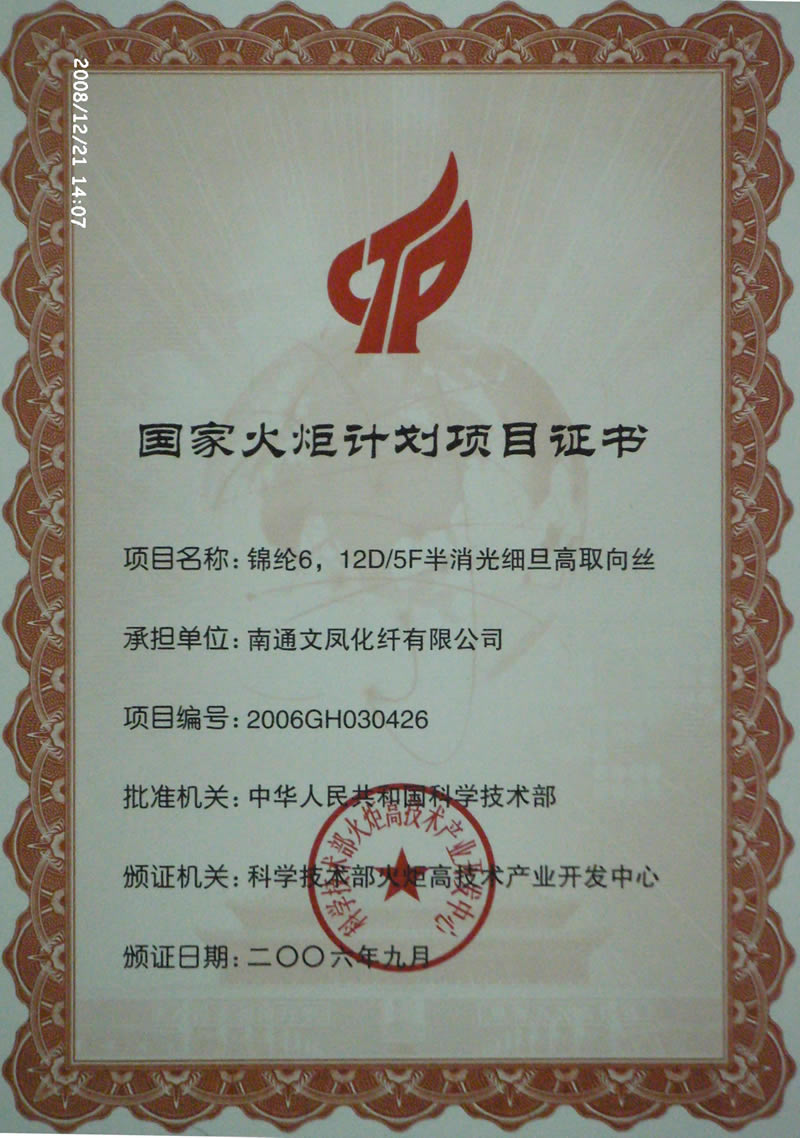 2008/12/21 14:07
CTP
国家火炬计划项目证书
项目名称：锦纶6，12D/5F半消光细旦高取向丝
承担单位：南通文凤化纤有限公司
项目编号：2006GH030426
批准机关：中华人民共和国科学技术部
颁证机关：科学技术部火炬高技术产业开发中心
颁证日期：二〇〇六年九月
科学技术部火炬高技术产业开发中心